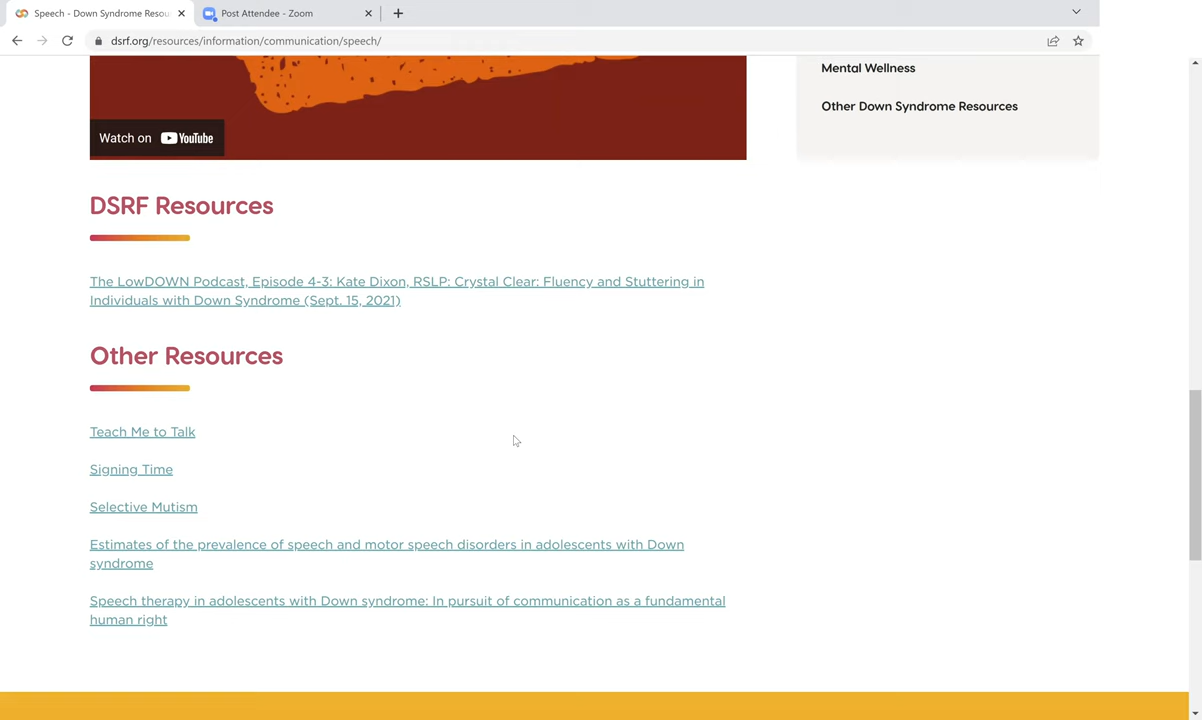 Speech - Down Syndrome Resou
Post Attendee - Zoom
dsrf.org/resources/information/communication/speech/
Mental Wellness
Other Down Syndrome Resources
Watch on YouTube
DSRF Resources
The LowDOWN Podcast, Episode 4-3: Kate Dixon, RSLP: Crystal Clear: Fluency and Stuttering in
Individuals with Down Syndrome (Sept. 15, 2021)
Other Resources
Teach Me to Talk
Signing Time
Selective Mutism
Estimates of the prevalence of speech and motor speech disorders in adolescents with Down
syndrome
Speech therapy in adolescents with Down syndrome: In pursuit of communication as a fundamental
human right